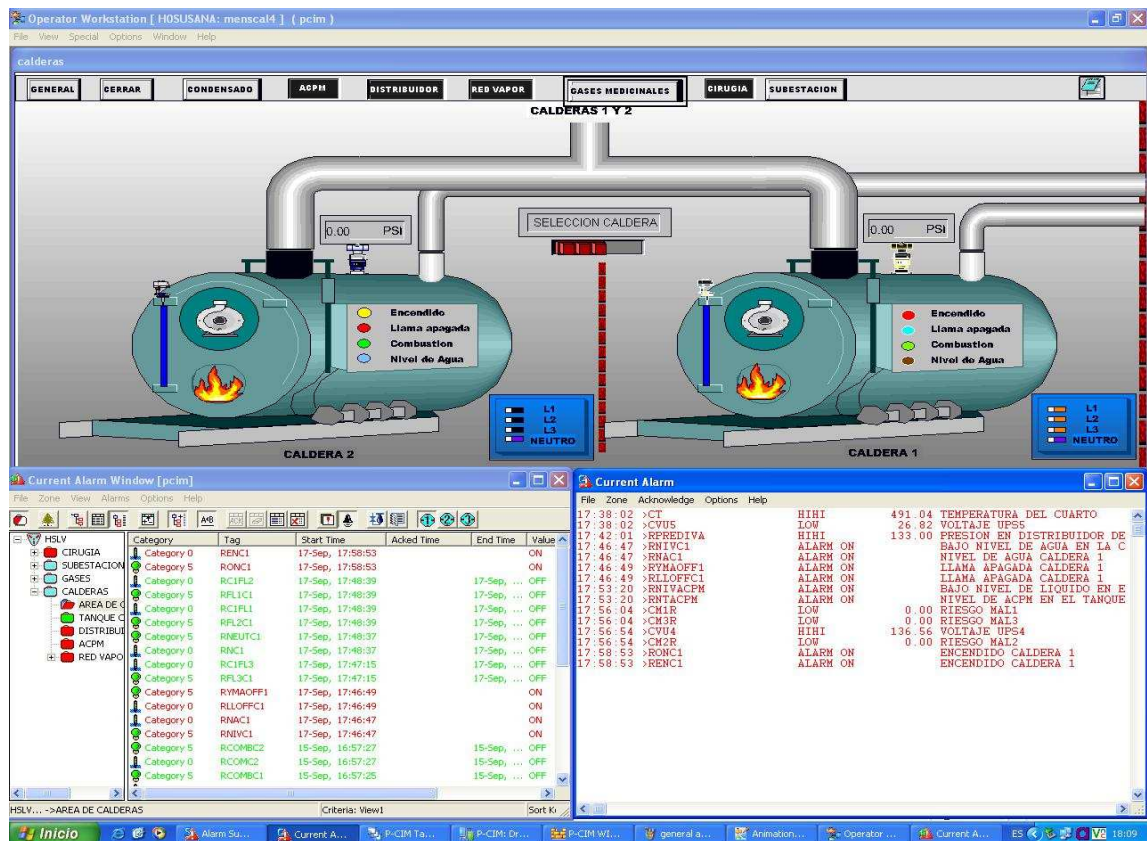 Operator Workstation [ HOSUSANA: menscal4 ] ( pcim )
File View Special Options Window Help
calderas
GENERAL CERRAR CONDENSADO ACPM DISTRIBUIDOR RED VAPOR GASES MEDICINALES CIRUGIA SUBESTACION
CALDERAS 1 Y 2
SELECCION CALDERA
0.00 PSI
0.00 PSI
Encendido
Llama apagada
Combustion
Nivel de Agua
Encendido
Llama apagada
Combustion
Nivel de Agua
L1
L2
L3
NEUTRO
L1
L2
L3
NEUTRO
CALDERA 2
CALDERA 1
Current Alarm Window [pcim]
File Zone View Alarms Options Help
HSLV
CIRUGIA
SUBESTACION
GASES
CALDERAS
AREA DE C
TANQUE C
DISTRIBUI
ACPM
RED VAPO
Category Tag Start Time Acked Time End Time Value
Category 0 RENC1 17-Sep, 17:58:53 ON
Category 5 RONC1 17-Sep, 17:58:53 ON
Category 0 RC1FL2 17-Sep, 17:48:39 17-Sep, ... OFF
Category 5 RFL1C1 17-Sep, 17:48:39 17-Sep, ... OFF
Category 0 RC1FL1 17-Sep, 17:48:39 17-Sep, ... OFF
Category 5 RFL2C1 17-Sep, 17:48:39 17-Sep, ... OFF
Category 5 RNEUTC1 17-Sep, 17:48:37 17-Sep, ... OFF
Category 0 RNC1 17-Sep, 17:48:37 17-Sep, ... OFF
Category 0 RC1FL3 17-Sep, 17:47:15 17-Sep, ... OFF
Category 5 RFL3C1 17-Sep, 17:47:15 17-Sep, ... OFF
Category 5 RYMAOFF1 17-Sep, 17:46:49 ON
Category 0 RLLOFFC1 17-Sep, 17:46:49 ON
Category 0 RNAC1 17-Sep, 17:46:47 ON
Category 5 RNIVC1 17-Sep, 17:46:47 ON
Category 5 RCOMBC2 15-Sep, 16:57:27 15-Sep, ... OFF
Category 0 RCOMC2 15-Sep, 16:57:27 15-Sep, ... OFF
Category 5 RCOMBC1 15-Sep, 16:57:25 15-Sep, ... OFF
HSLV... ->AREA DE CALDERAS Criteria: View1 Sort K
Current Alarm
File Zone Acknowledge Options Help
17:38:02 >CT HIHI 491.04 TEMPERATURA DEL CUARTO
17:38:02 >CVU5 LOW 26.82 VOLTAJE UPS5
17:42:01 >RPREDIVA HIHI 133.00 PRESION EN DISTRIBUIDOR DE
17:46:47 >RNIVC1 ALARM ON BAJO NIVEL DE AGUA EN LA C
17:46:47 >RNAC1 ALARM ON NIVEL DE AGUA CALDERA 1
17:46:49 >RYMAOFF1 ALARM ON LLAMA APAGADA CALDERA 1
17:46:49 >RLLOFFC1 ALARM ON LLAMA APAGADA CALDERA 1
17:53:20 >RNIVACPM ALARM ON BAJO NIVEL DE LIQUIDO EN E
17:53:20 >RNTACPM ALARM ON NIVEL DE ACPM EN EL TANQUE
17:56:04 >CM1R LOW 0.00 RIESGO MAL1
17:56:04 >CM3R LOW 0.00 RIESGO MAL3
17:56:54 >CVU4 HIHI 136.56 VOLTAJE UPS4
17:56:54 >CM2R LOW 0.00 RIESGO MAL2
17:58:53 >RONC1 ALARM ON ENCENDIDO CALDERA 1
17:58:53 >RENC1 ALARM ON ENCENDIDO CALDERA 1
Inicio Alarm Su... Current A... P-CIM Ta... P-CIM: Dr... P-CIM WI... general a... Animation... Operator ... Current A... ES 18:09